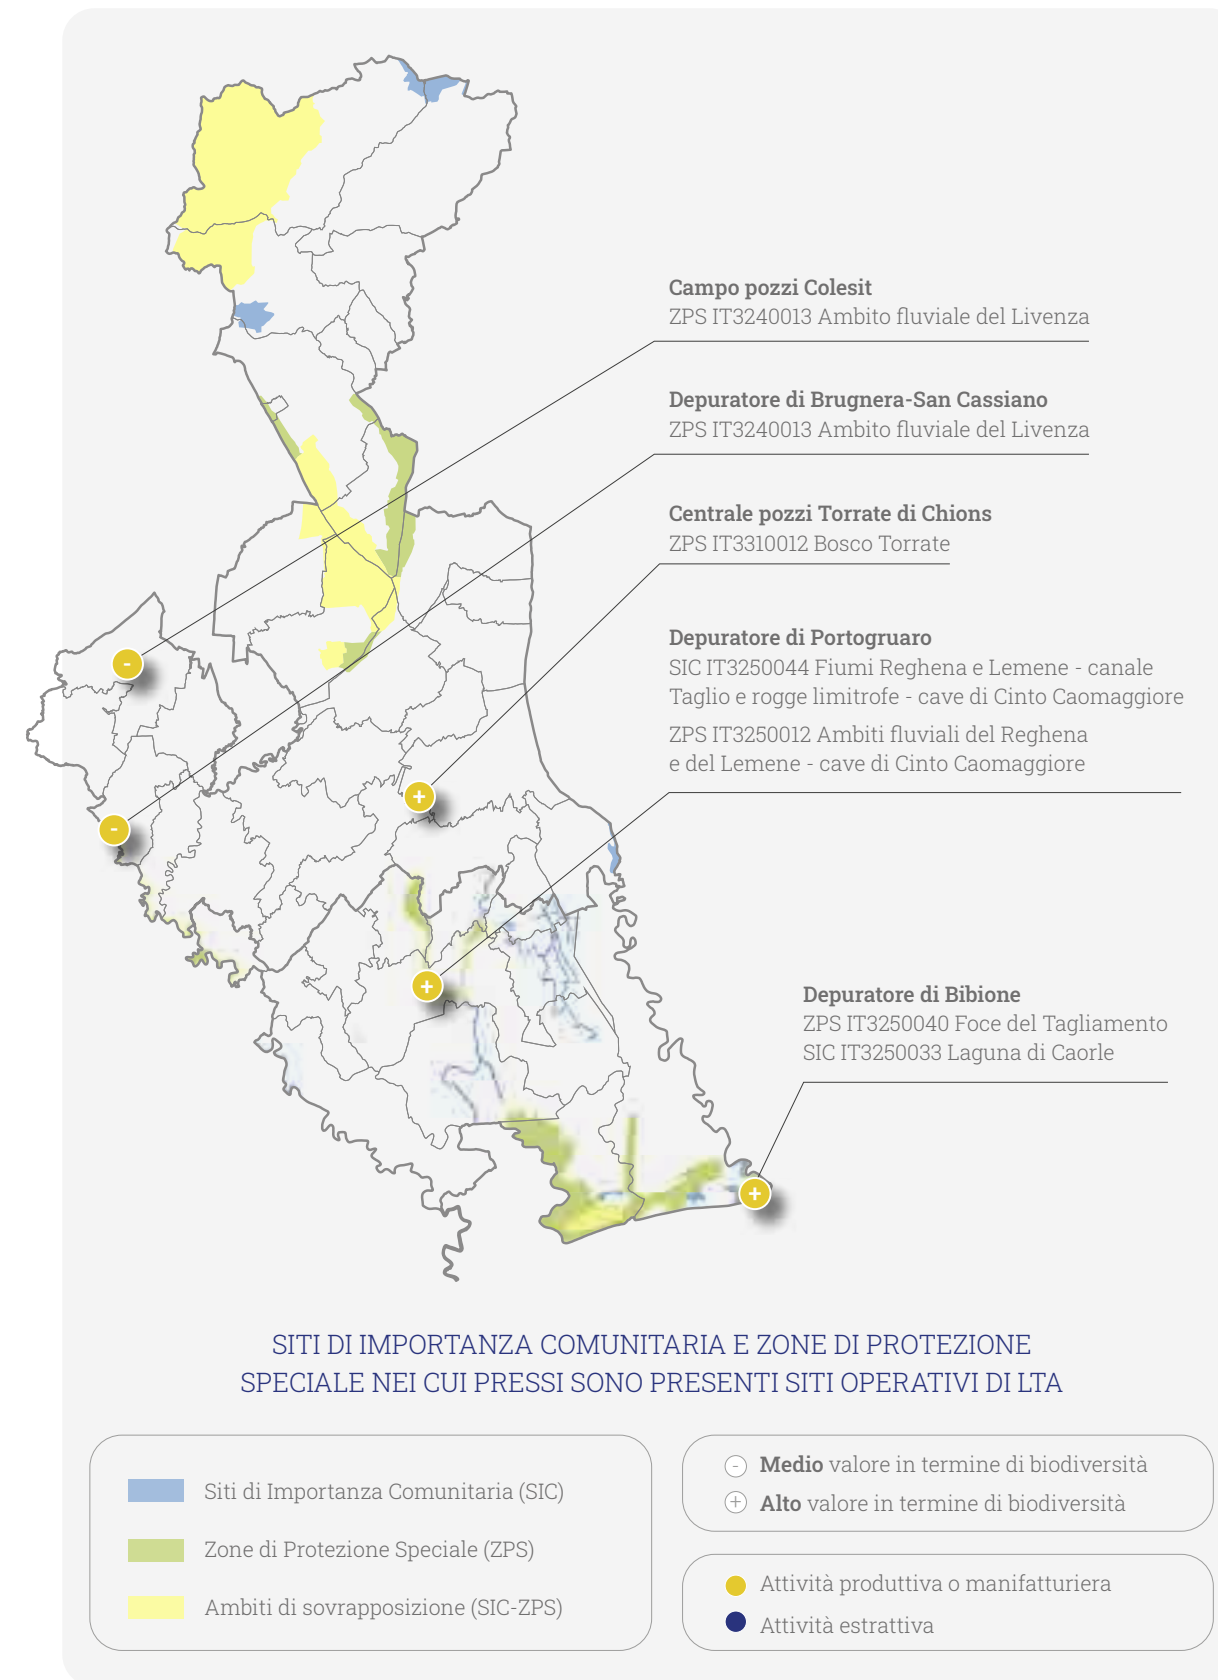 Campo pozzi Colesit
ZPS IT3240013 Ambito fluviale del Livenza
Depuratore di Brugnera-San Cassiano
ZPS IT3240013 Ambito fluviale del Livenza
Centrale pozzi Torrate di Chions
ZPS IT3310012 Bosco Torrate
Depuratore di Portogruaro
SIC IT3250044 Fiumi Reghena e Lemene - canale
Taglio e rogge limitrofe - cave di Cinto Caomaggiore
ZPS IT3250012 Ambiti fluviali del Reghena
e del Lemene - cave di Cinto Caomaggiore
Depuratore di Bibione
ZPS IT3250040 Foce del Tagliamento
SIC IT3250033 Laguna di Caorle
-
+
-
+
+
SITI DI IMPORTANZA COMUNITARIA E ZONE DI PROTEZIONE
SPECIALE NEI CUI PRESSI SONO PRESENTI SITI OPERATIVI DI LTA
Siti di Importanza Comunitaria (SIC)
Zone di Protezione Speciale (ZPS)
Ambiti di sovrapposizione (SIC-ZPS)
- Medio valore in termine di biodiversità
+ Alto valore in termine di biodiversità
Attività produttiva o manifatturiera
Attività estrattiva